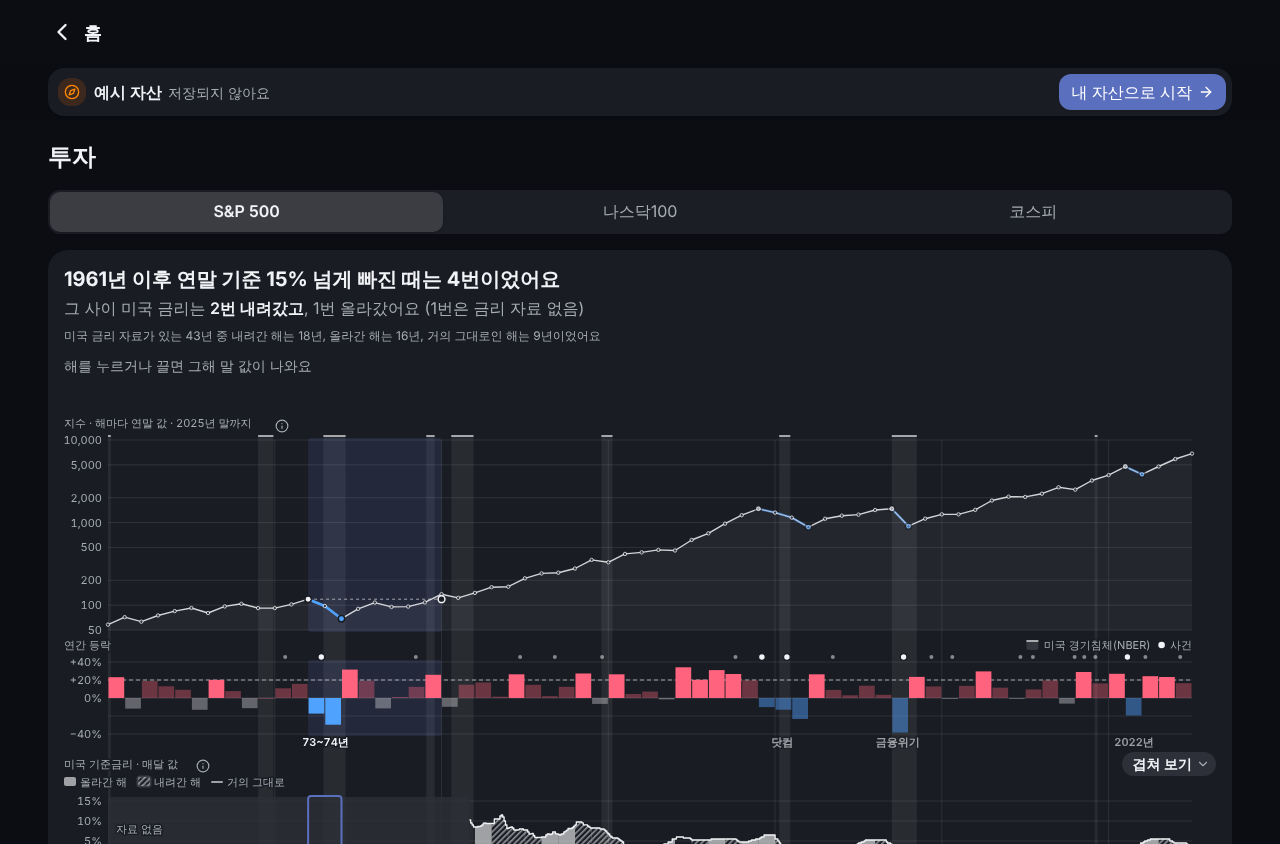 홈
예시 자산 저장되지 않아요
내 자산으로 시작
투자
S&P 500
나스닥100
코스피
1961년 이후 연말 기준 15% 넘게 빠진 때는 4번이었어요
그 사이 미국 금리는 2번 내려갔고, 1번 올라갔어요 (1번은 금리 자료 없음)
미국 금리 자료가 있는 43년 중 내려간 해는 18년, 올라간 해는 16년, 거의 그대로인 해는 9년이었어요
해를 누르거나 끌면 그해 말 값이 나와요
지수 · 해마다 연말 값 · 2025년 말까지
10,000
5,000
2,000
1,000
500
200
100
50
연간 등락
미국 경기침체(NBER)
사건
+40%
+20%
0%
-40%
73~74년
닷컴
금융위기
2022년
미국 기준금리 · 매달 값
겹쳐 보기
올라간 해
내려간 해
거의 그대로
15%
10%
5%
자료 없음